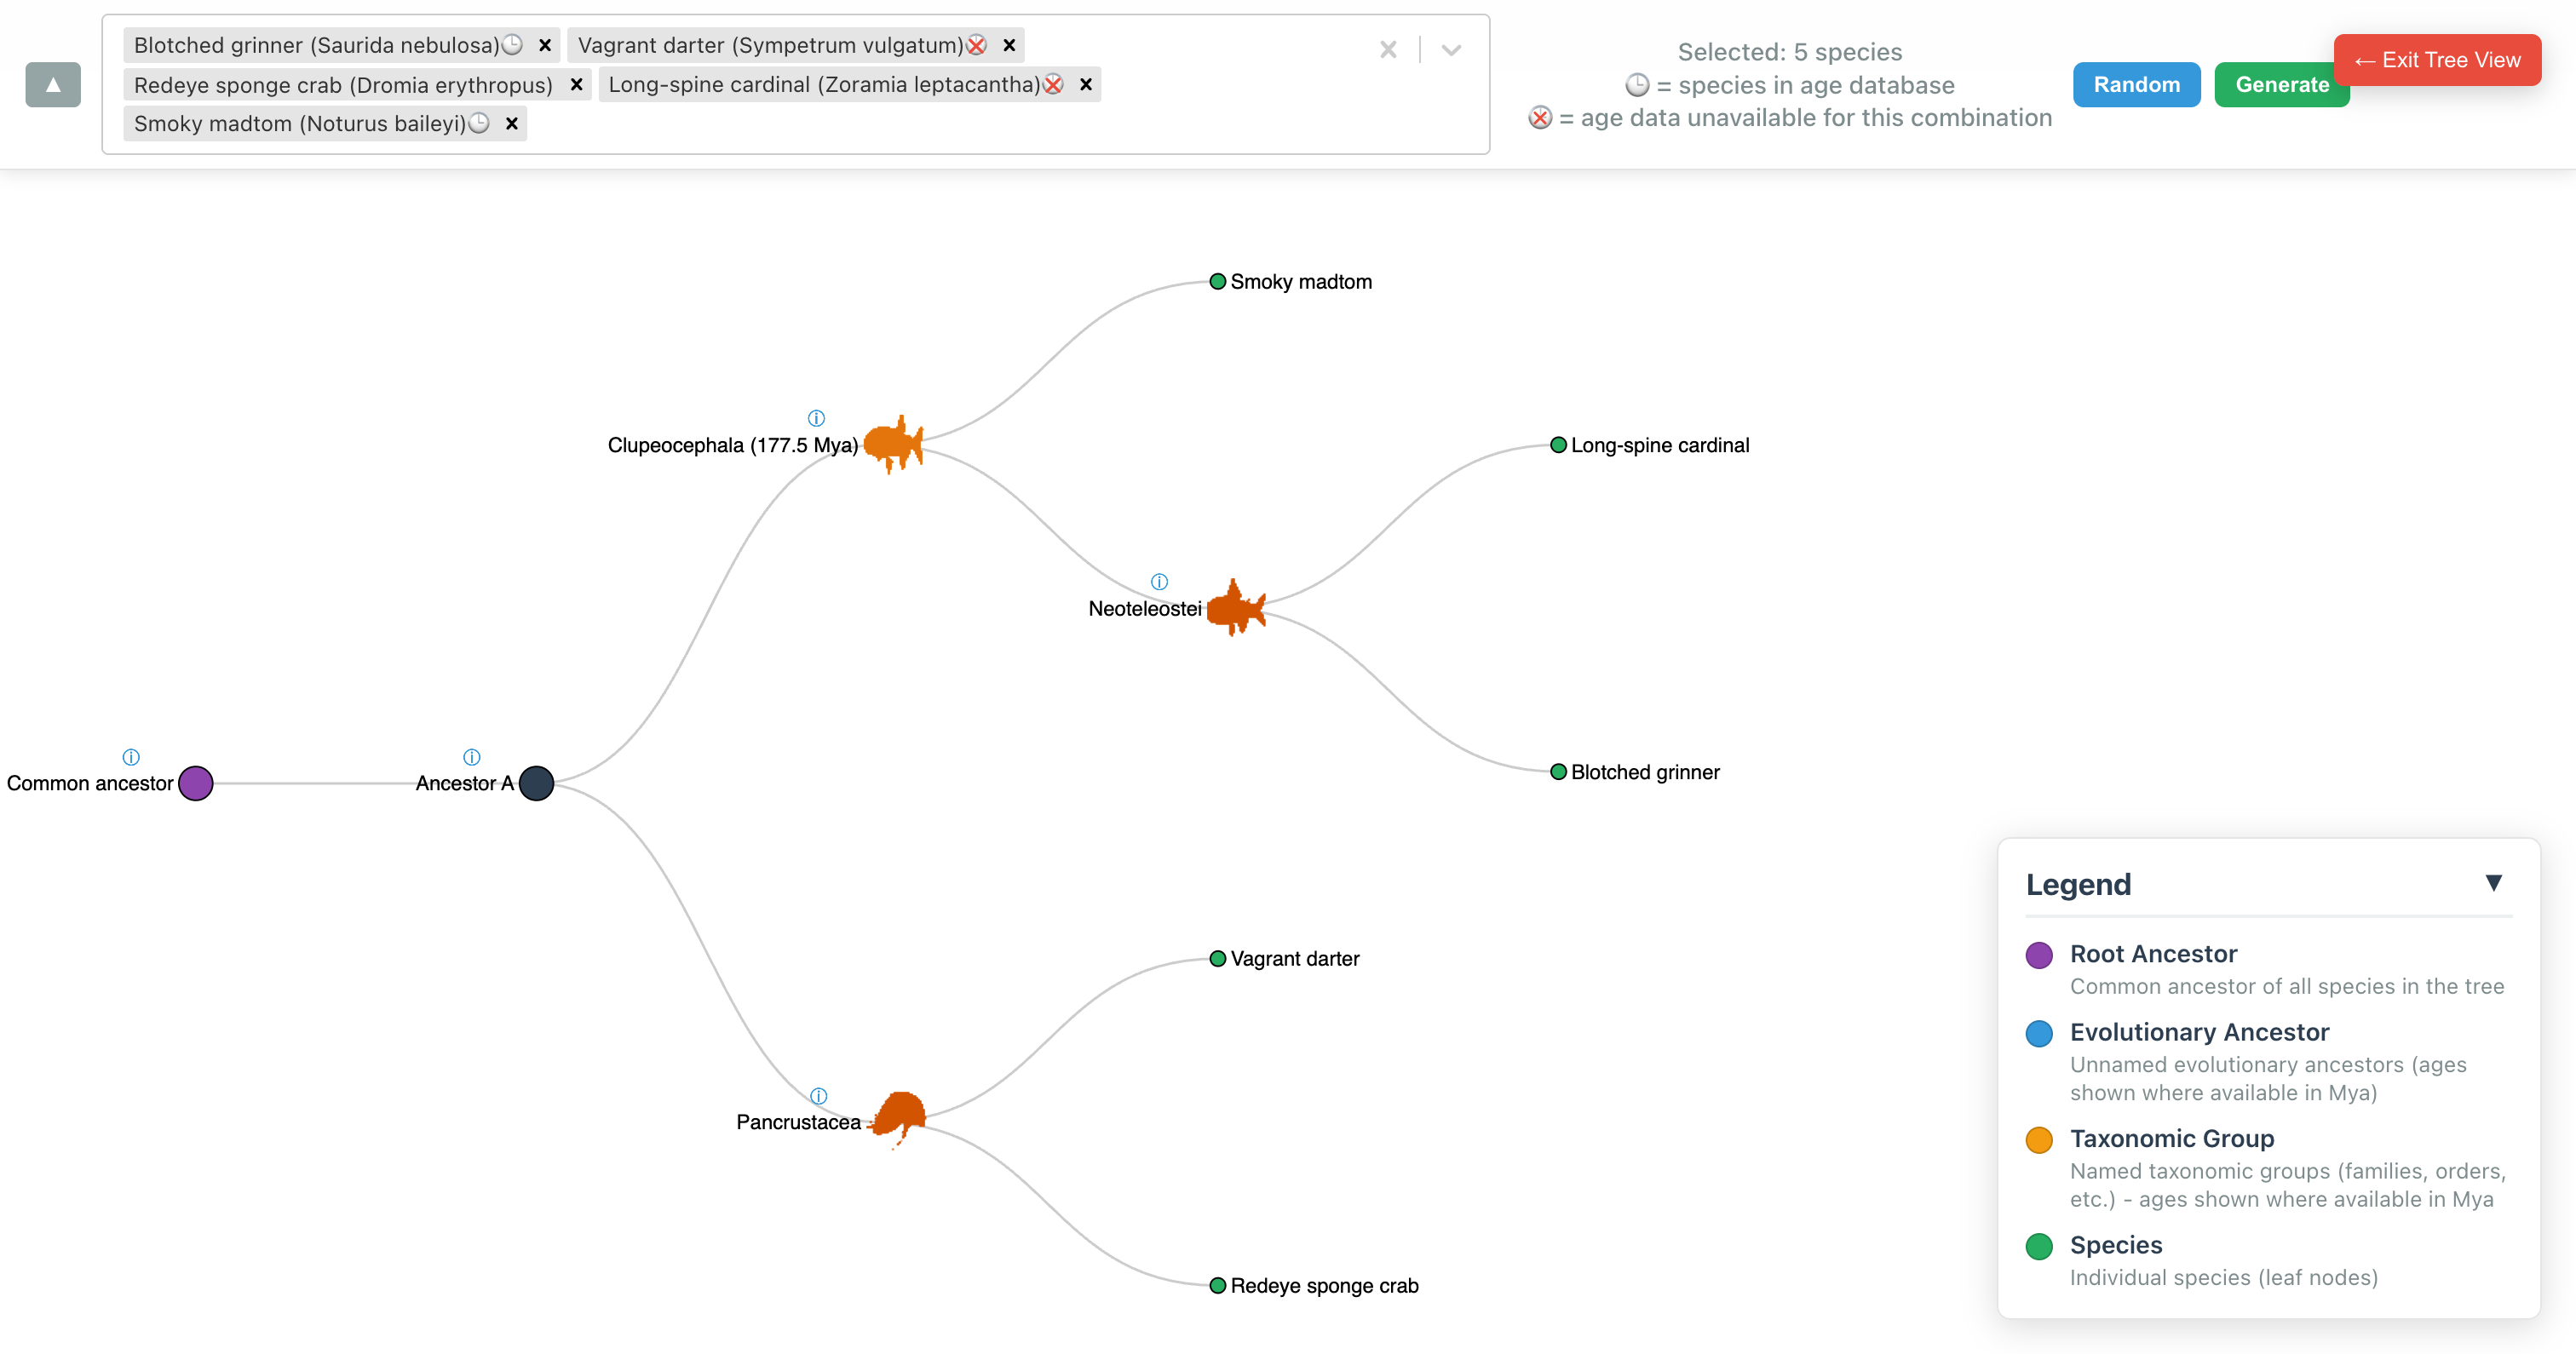 ▲
Blotched grinner (Saurida nebulosa)🕒 × Vagrant darter (Sympetrum vulgatum) ×
Redeye sponge crab (Dromia erythropus) × Long-spine cardinal (Zoramia leptacantha) ×
Smoky madtom (Noturus baileyi)🕒 ×
Selected: 5 species
🕒 = species in age database
= age data unavailable for this combination
Random
Generate
← Exit Tree View
Smoky madtom
Clupeocephala (177.5 Mya)
Long-spine cardinal
Neoteleostei
Blotched grinner
Common ancestor
Ancestor A
Vagrant darter
Pancrustacea
Redeye sponge crab
Legend ▼
Root Ancestor
Common ancestor of all species in the tree
Evolutionary Ancestor
Unnamed evolutionary ancestors (ages
shown where available in Mya)
Taxonomic Group
Named taxonomic groups (families, orders,
etc.) - ages shown where available in Mya
Species
Individual species (leaf nodes)